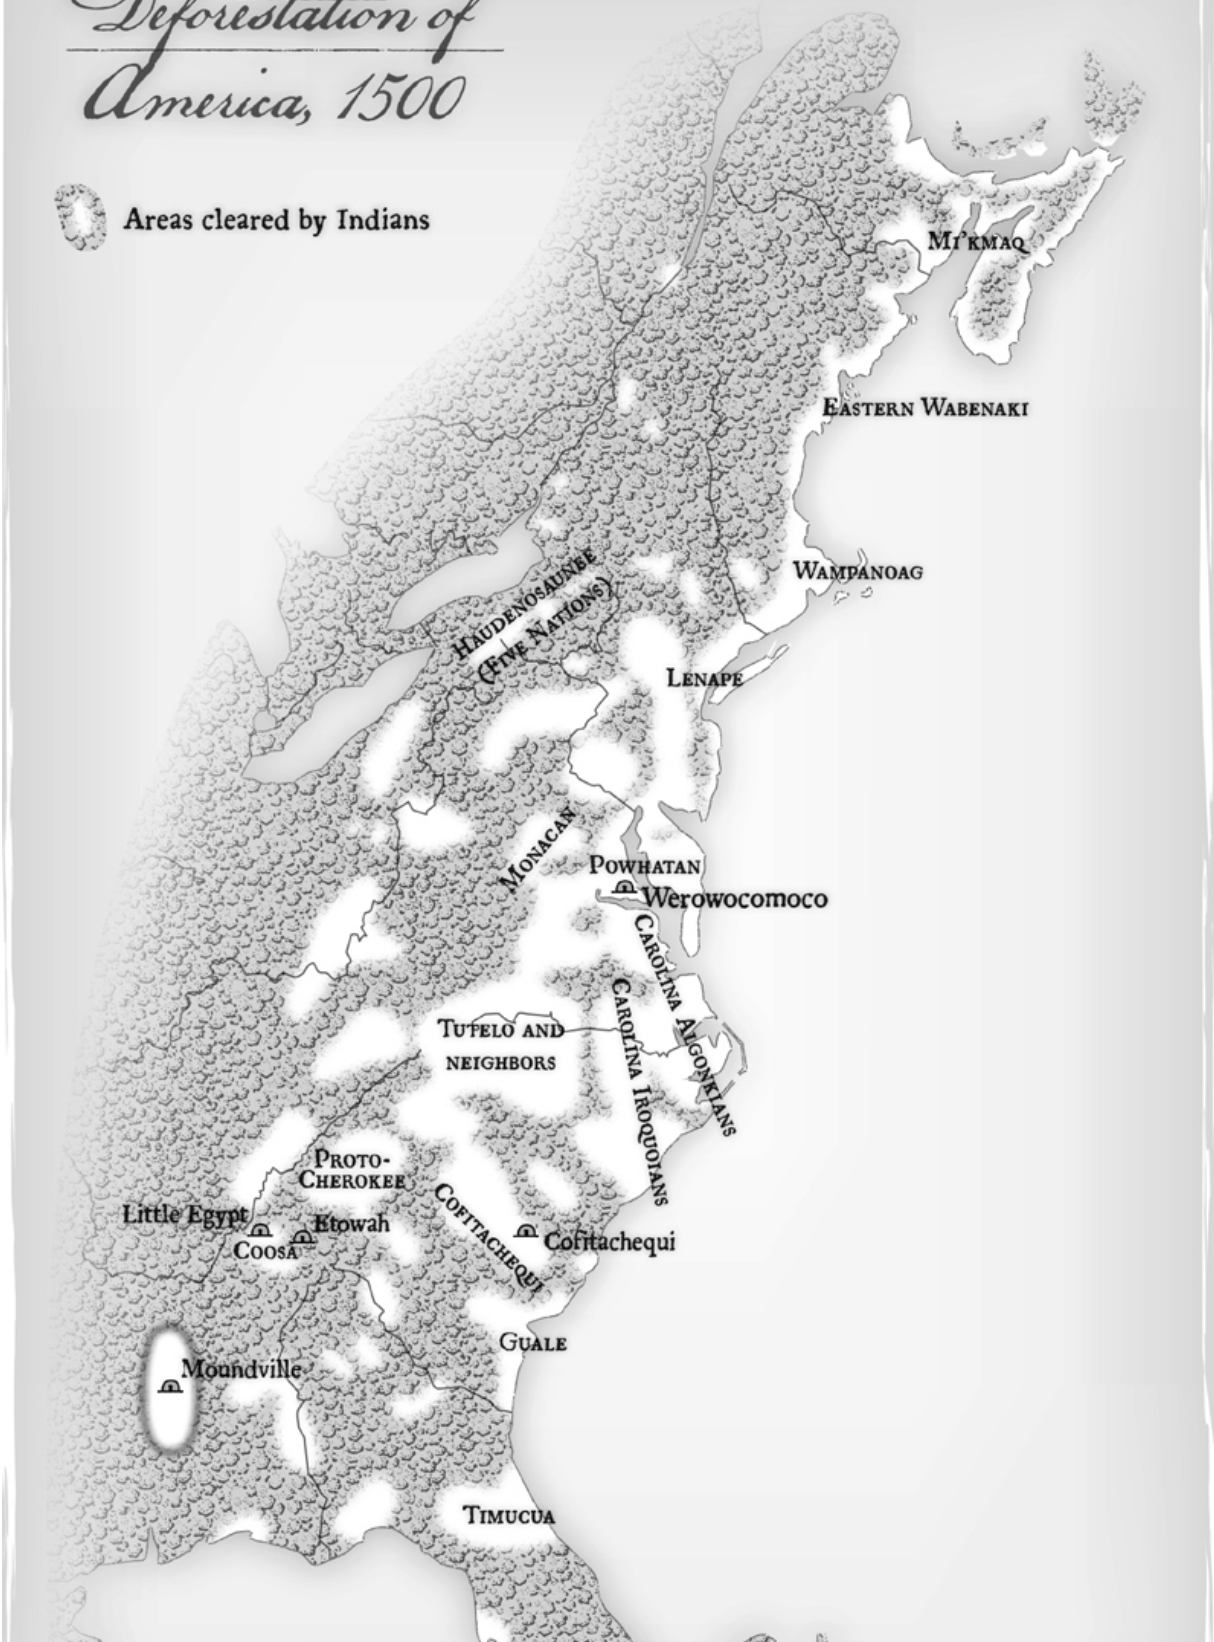 Deforestation of
America, 1500
Areas cleared by Indians
MI'KMAQ
EASTERN WABENAKI
WAMPANOAG
HAUDENOSAUNEE
(FIVE NATIONS)
LENAPE
MONACAN
POWHATAN
Werowocomoco
CAROLINA ALGONKIANS
CAROLINA IROQUOIANS
TUTELO AND
NEIGHBORS
PROTO-
CHEROKEE
Little Egypt
Etowah
COOSA
COFITACHEQUI
Cofitachequi
GUALE
Moundville
TIMUCUA